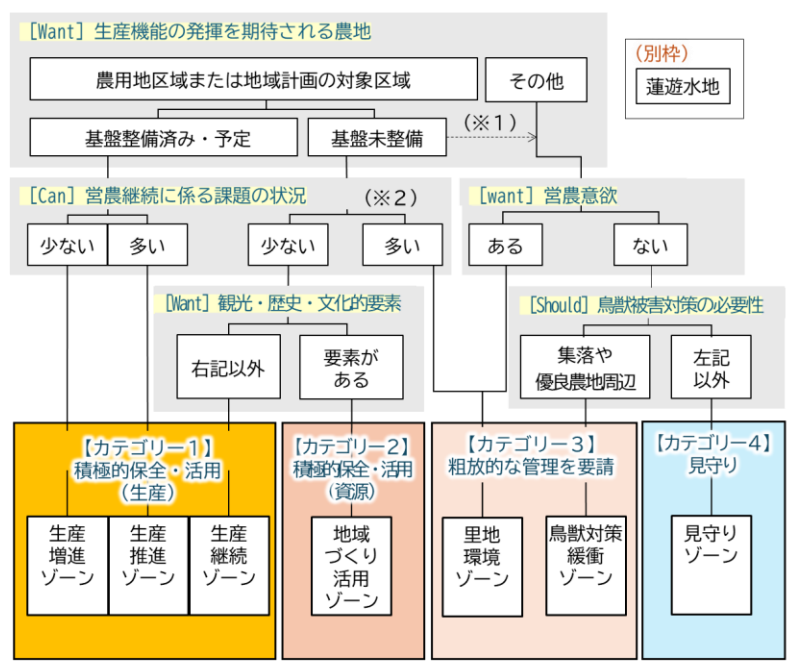 [Want] 生産機能の発揮を期待される農地
(別枠)
蓮遊水地
農用地区域または地域計画の対象区域
その他
基盤整備済み・予定
基盤未整備
(※1)
[Can] 営農継続に係る課題の状況
(※2)
[want] 営農意欲
少ない
多い
少ない
多い
ある
ない
[Want] 観光・歴史・文化的要素
[Should] 鳥獣被害対策の必要性
右記以外
要素が
ある
集落や
優良農地周辺
左記
以外
【カテゴリー1】
積極的保全・活用
(生産)
【カテゴリー2】
積極的保全・活用
(資源)
【カテゴリー3】
粗放的な管理を要請
【カテゴリー4】
見守り
生産
増進
ゾーン
生産
推進
ゾーン
生産
継続
ゾーン
地域
づくり
活用
ゾーン
里地
環境
ゾーン
鳥獣対策
緩衝
ゾーン
見守り
ゾーン